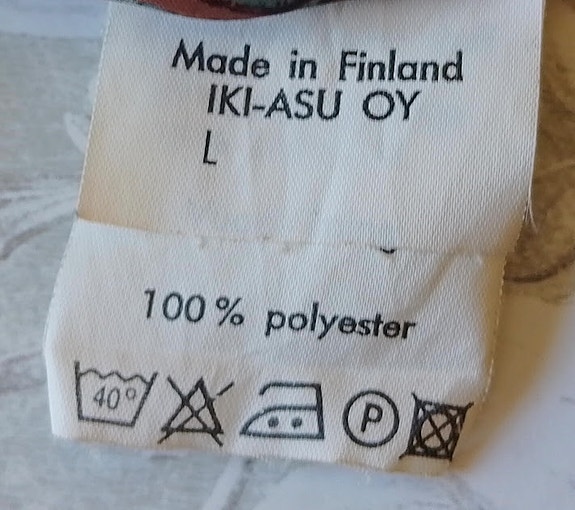 Made in Finland
IKI-ASU OY
L
100% polyester
40° P